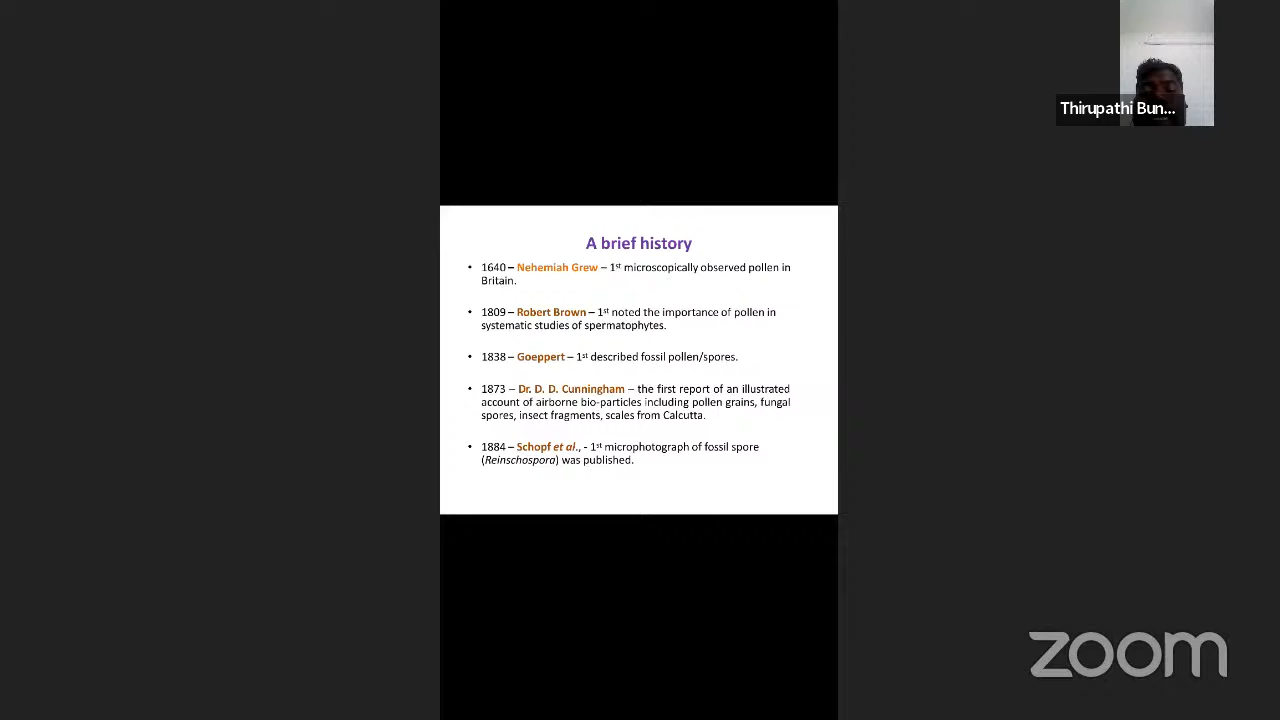 Thirupathi Bun...
A brief history
• 1640 – Nehemiah Grew – 1st microscopically observed pollen in
Britain.
• 1809 – Robert Brown – 1st noted the importance of pollen in
systematic studies of spermatophytes.
• 1838 – Goeppert – 1st described fossil pollen/spores.
• 1873 – Dr. D. D. Cunningham – the first report of an illustrated
account of airborne bio-particles including pollen grains, fungal
spores, insect fragments, scales from Calcutta.
• 1884 – Schopf et al., - 1st microphotograph of fossil spore
(Reinschospora) was published.
zoom